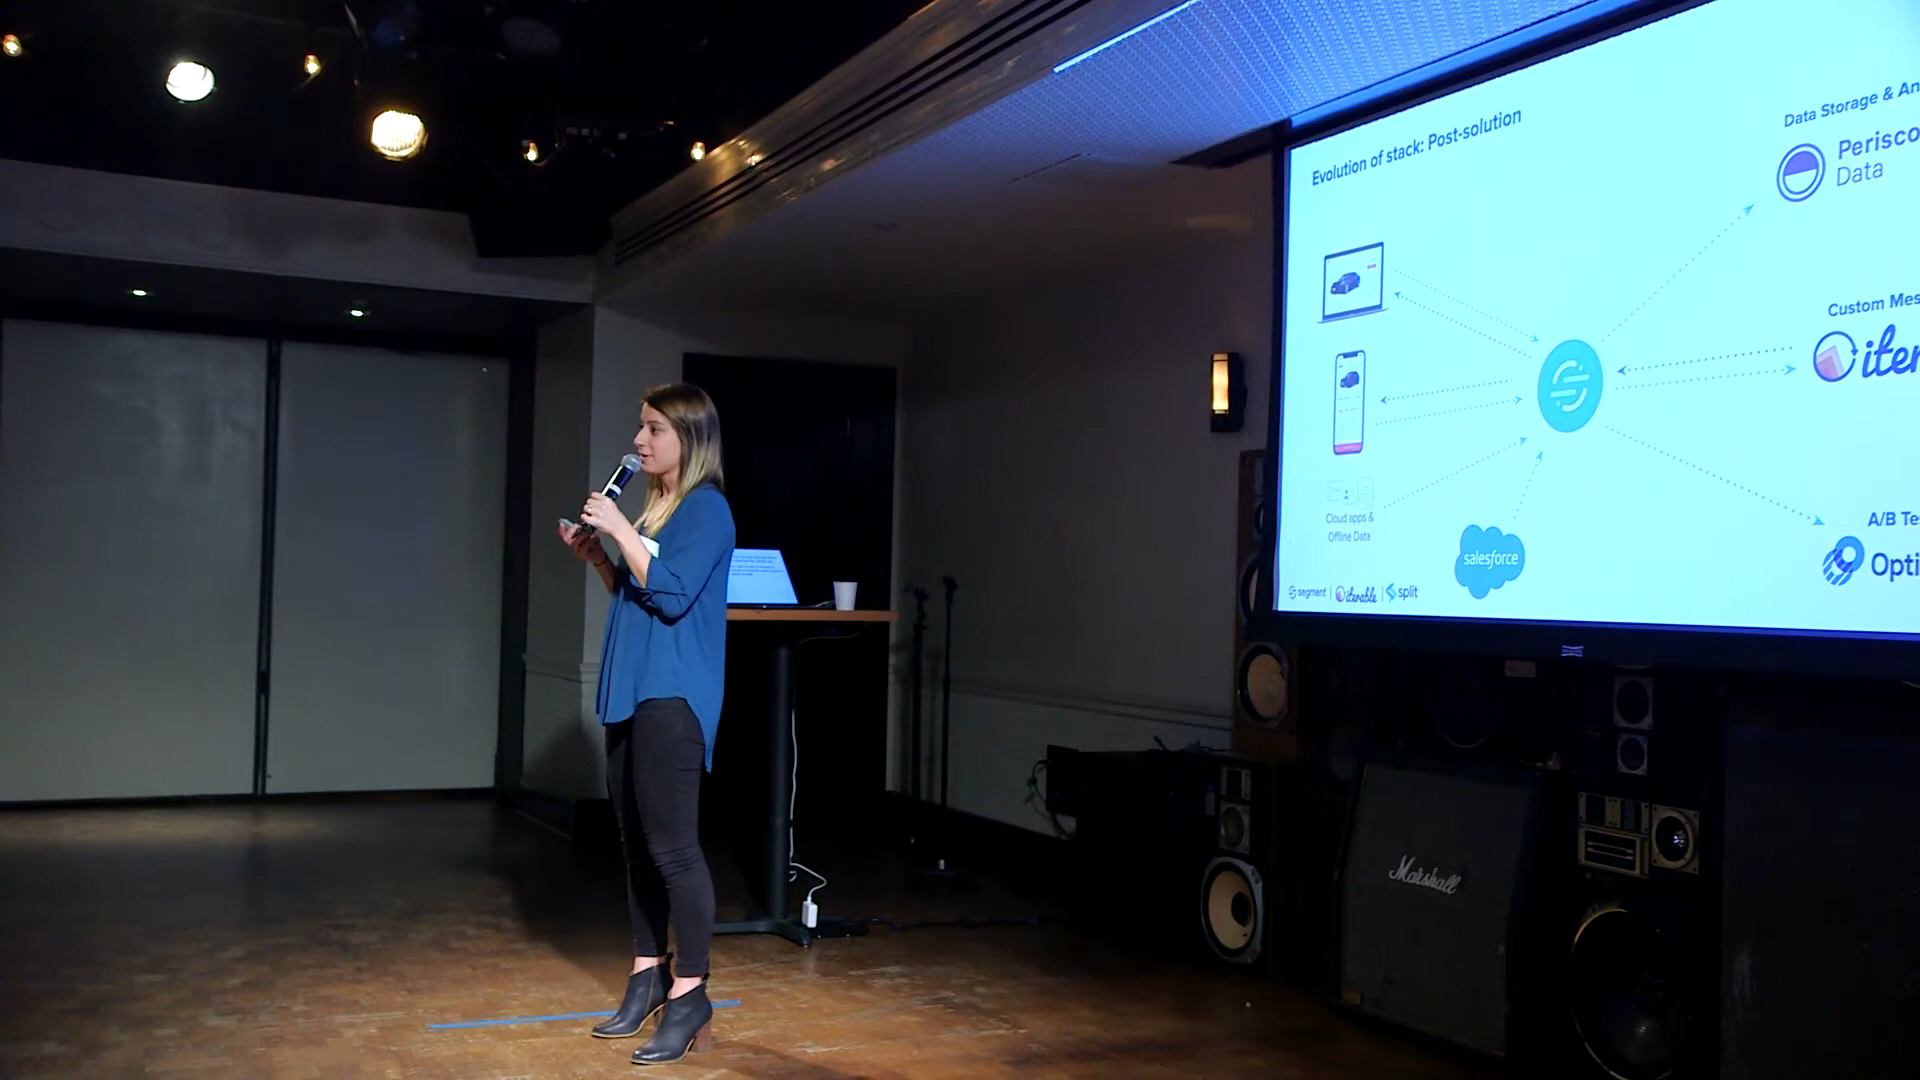 Evolution of stack: Post-solution
Data Storage & An
Perisco
Data
Custom Mes
iter
Cloud apps &
Offline Data
salesforce
A/B Te
Opti
segment | iterable | split
Marshall